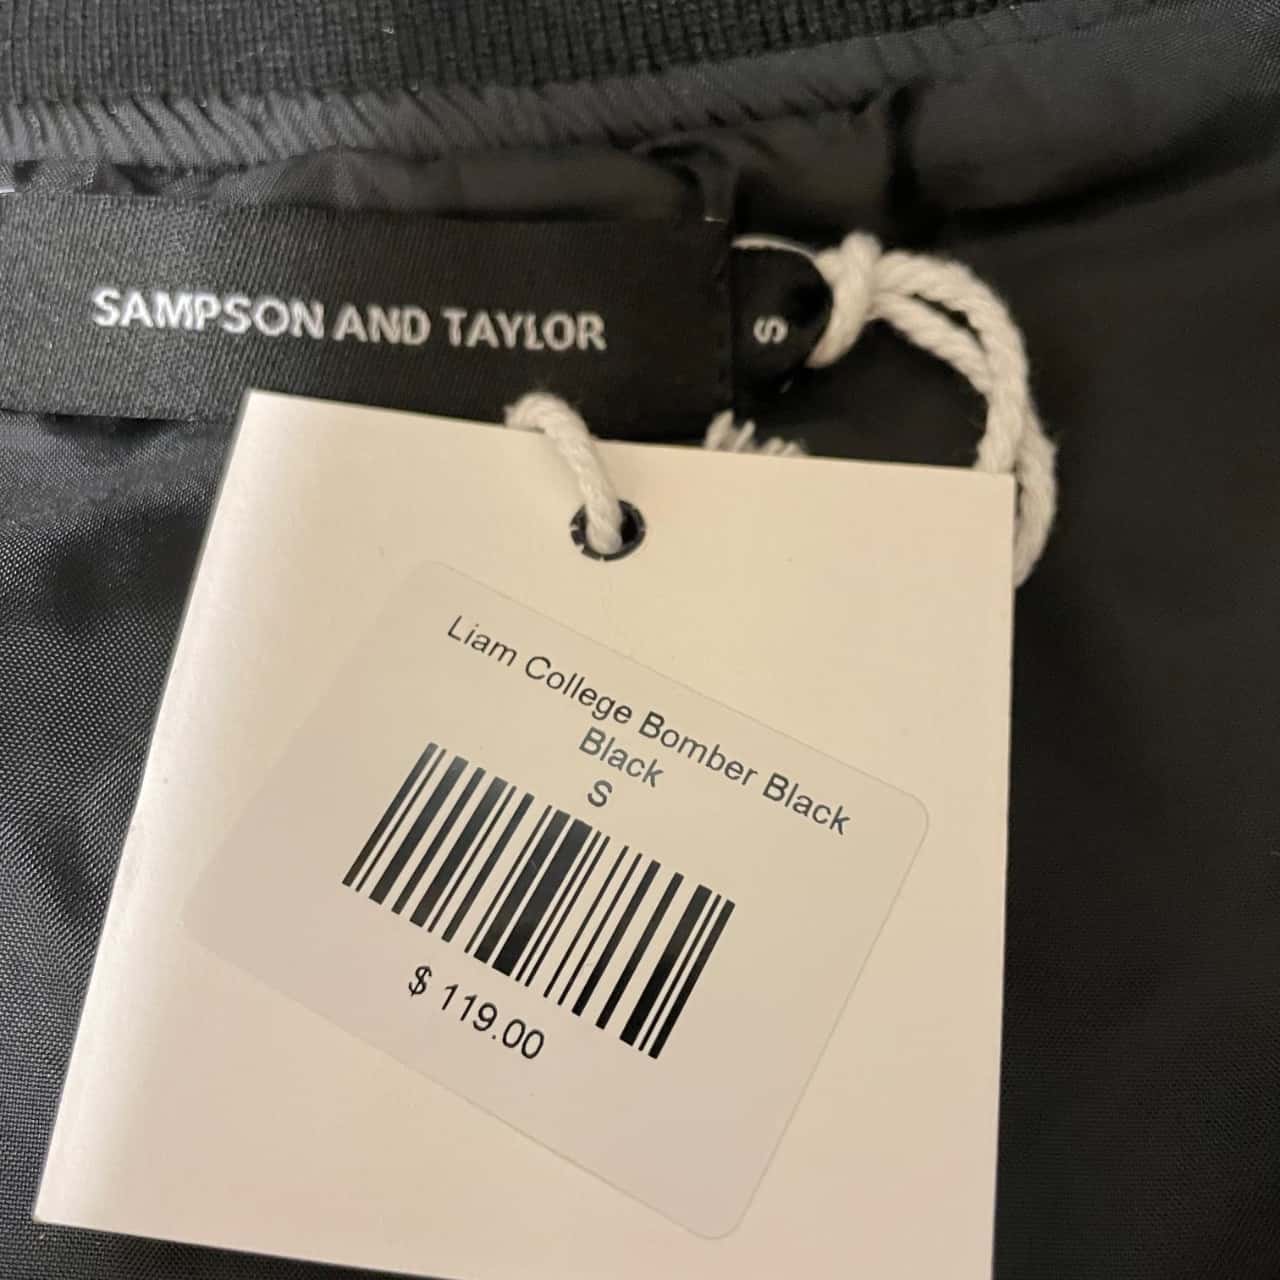 SAMPSON AND TAYLOR
S
Liam College Bomber Black
Black
S
$ 119.00